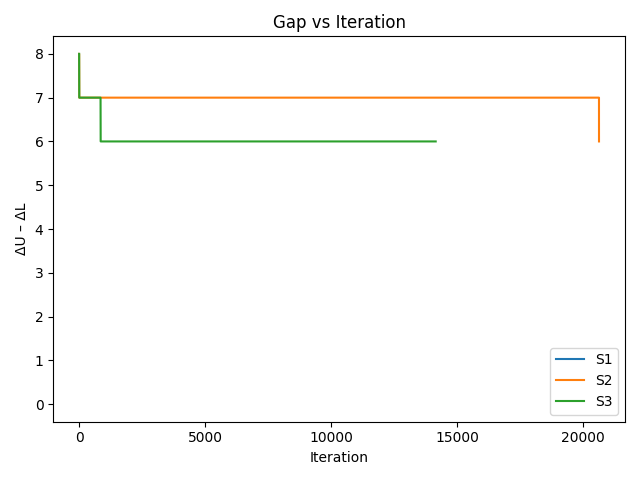 Gap vs Iteration
ΔU – ΔL
8
7
6
5
4
3
2
1
0
0 5000 10000 15000 20000
Iteration
S1
S2
S3